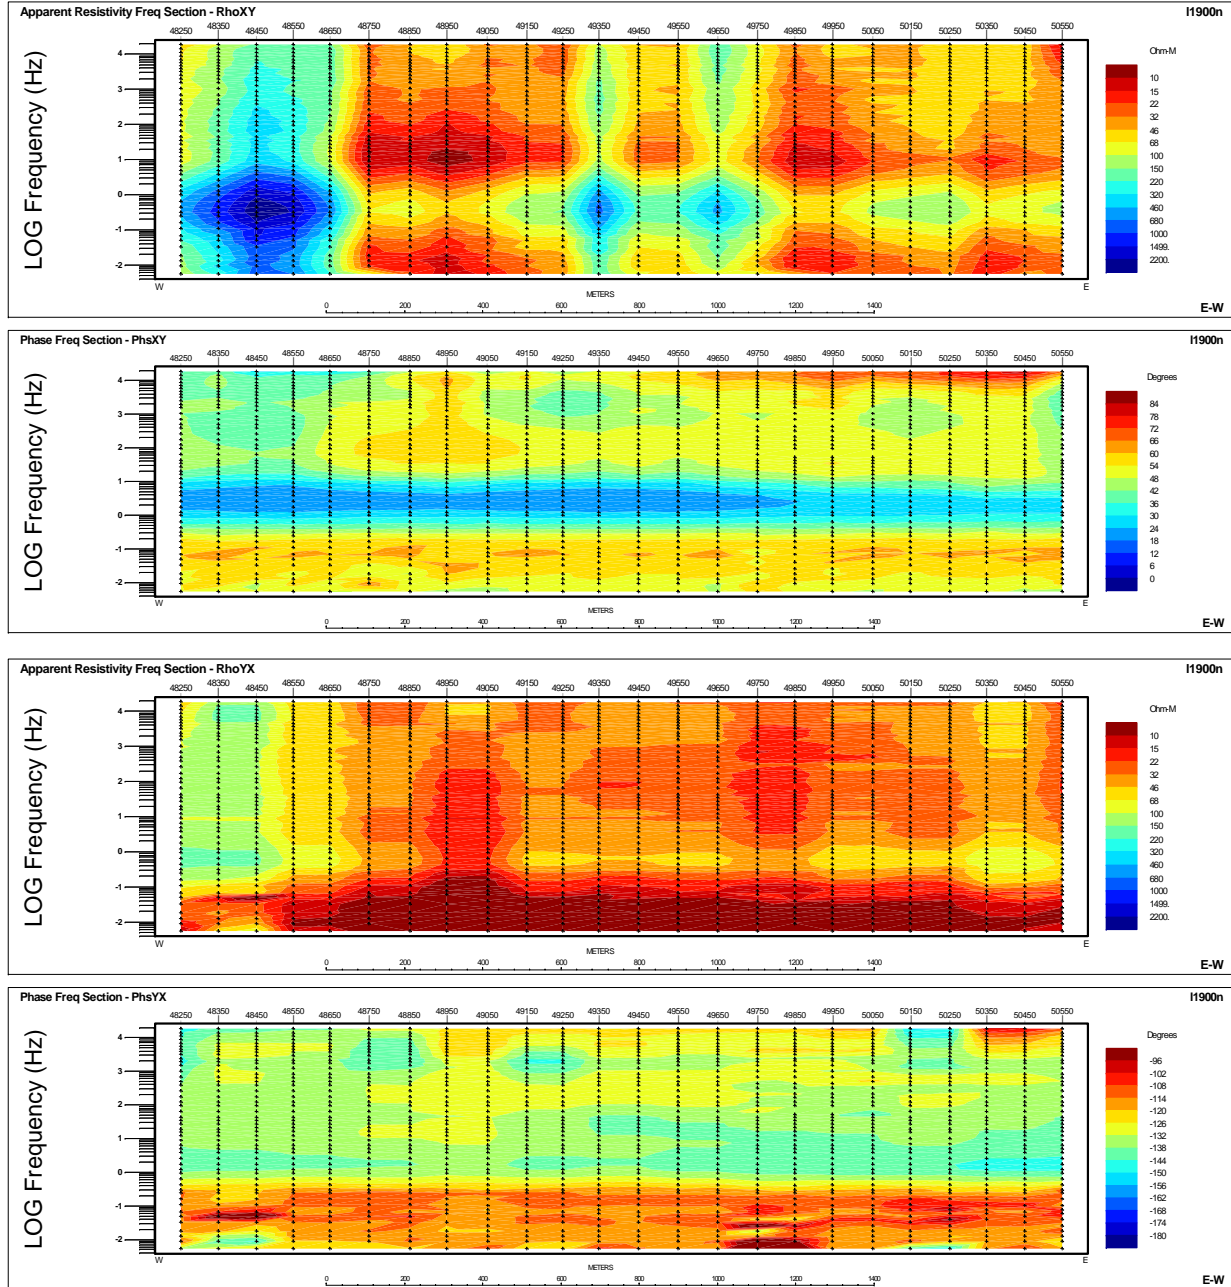 Apparent Resistivity Freq Section - RhoXY I1900n
48250 48350 48450 48550 48650 48750 48850 48950 49050 49150 49250 49350 49450 49550 49650 49750 49850 49950 50050 50150 50250 50350 50450 50550
LOG Frequency (Hz)
4
3
2
1
0
-1
-2
Ohm-M
10
15
22
32
46
68
100
150
220
320
460
680
1000
1499.
2200.
W E
METERS
0 200 400 600 800 1000 1200 1400
E-W
Phase Freq Section - PhsXY I1900n
48250 48350 48450 48550 48650 48750 48850 48950 49050 49150 49250 49350 49450 49550 49650 49750 49850 49950 50050 50150 50250 50350 50450 50550
LOG Frequency (Hz)
4
3
2
1
0
-1
-2
Degrees
84
78
72
66
60
54
48
42
36
30
24
18
12
6
0
W E
METERS
0 200 400 600 800 1000 1200 1400
E-W
Apparent Resistivity Freq Section - RhoYX I1900n
48250 48350 48450 48550 48650 48750 48850 48950 49050 49150 49250 49350 49450 49550 49650 49750 49850 49950 50050 50150 50250 50350 50450 50550
LOG Frequency (Hz)
4
3
2
1
0
-1
-2
Ohm-M
10
15
22
32
46
68
100
150
220
320
460
680
1000
1499.
2200.
W E
METERS
0 200 400 600 800 1000 1200 1400
E-W
Phase Freq Section - PhsYX I1900n
48250 48350 48450 48550 48650 48750 48850 48950 49050 49150 49250 49350 49450 49550 49650 49750 49850 49950 50050 50150 50250 50350 50450 50550
LOG Frequency (Hz)
4
3
2
1
0
-1
-2
Degrees
-96
-102
-108
-114
-120
-126
-132
-138
-144
-150
-156
-162
-168
-174
-180
W E
METERS
0 200 400 600 800 1000 1200 1400
E-W